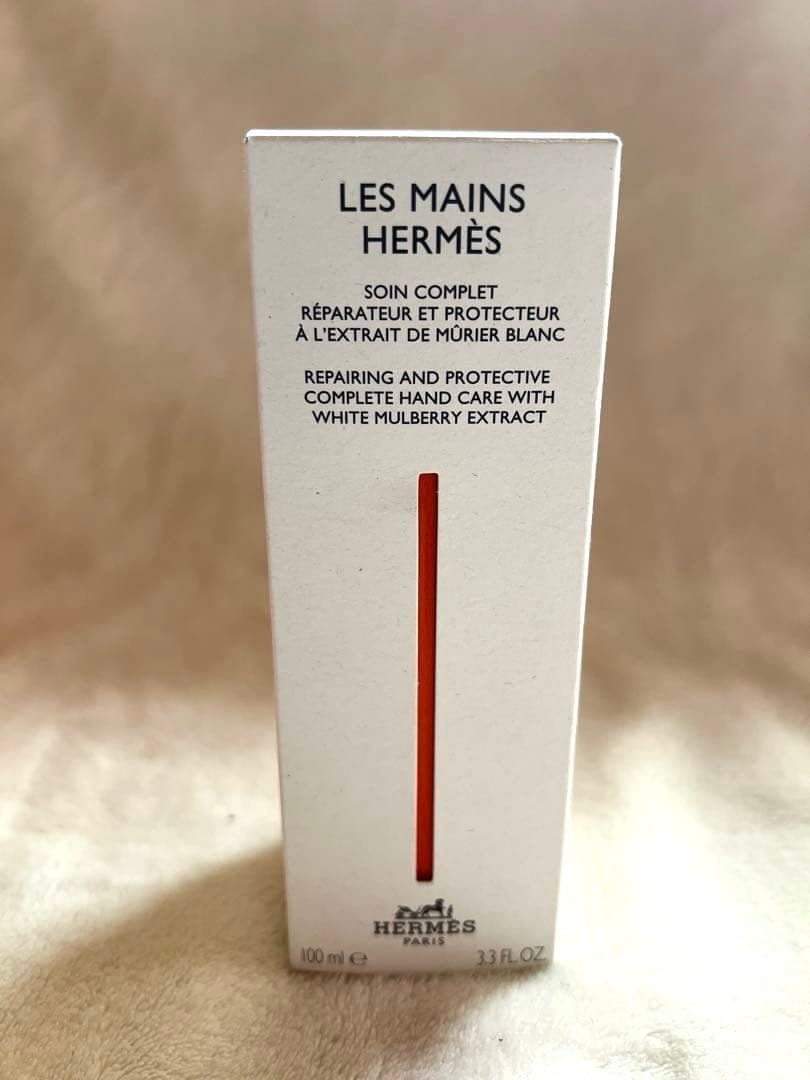 LES MAINS
HERMÈS
SOIN COMPLET
RÉPARATEUR ET PROTECTEUR
À L'EXTRAIT DE MÛRIER BLANC
REPAIRING AND PROTECTIVE
COMPLETE HAND CARE WITH
WHITE MULBERRY EXTRACT
HERMÈS
PARIS
100 ml ℮ 3.3 FL.OZ.